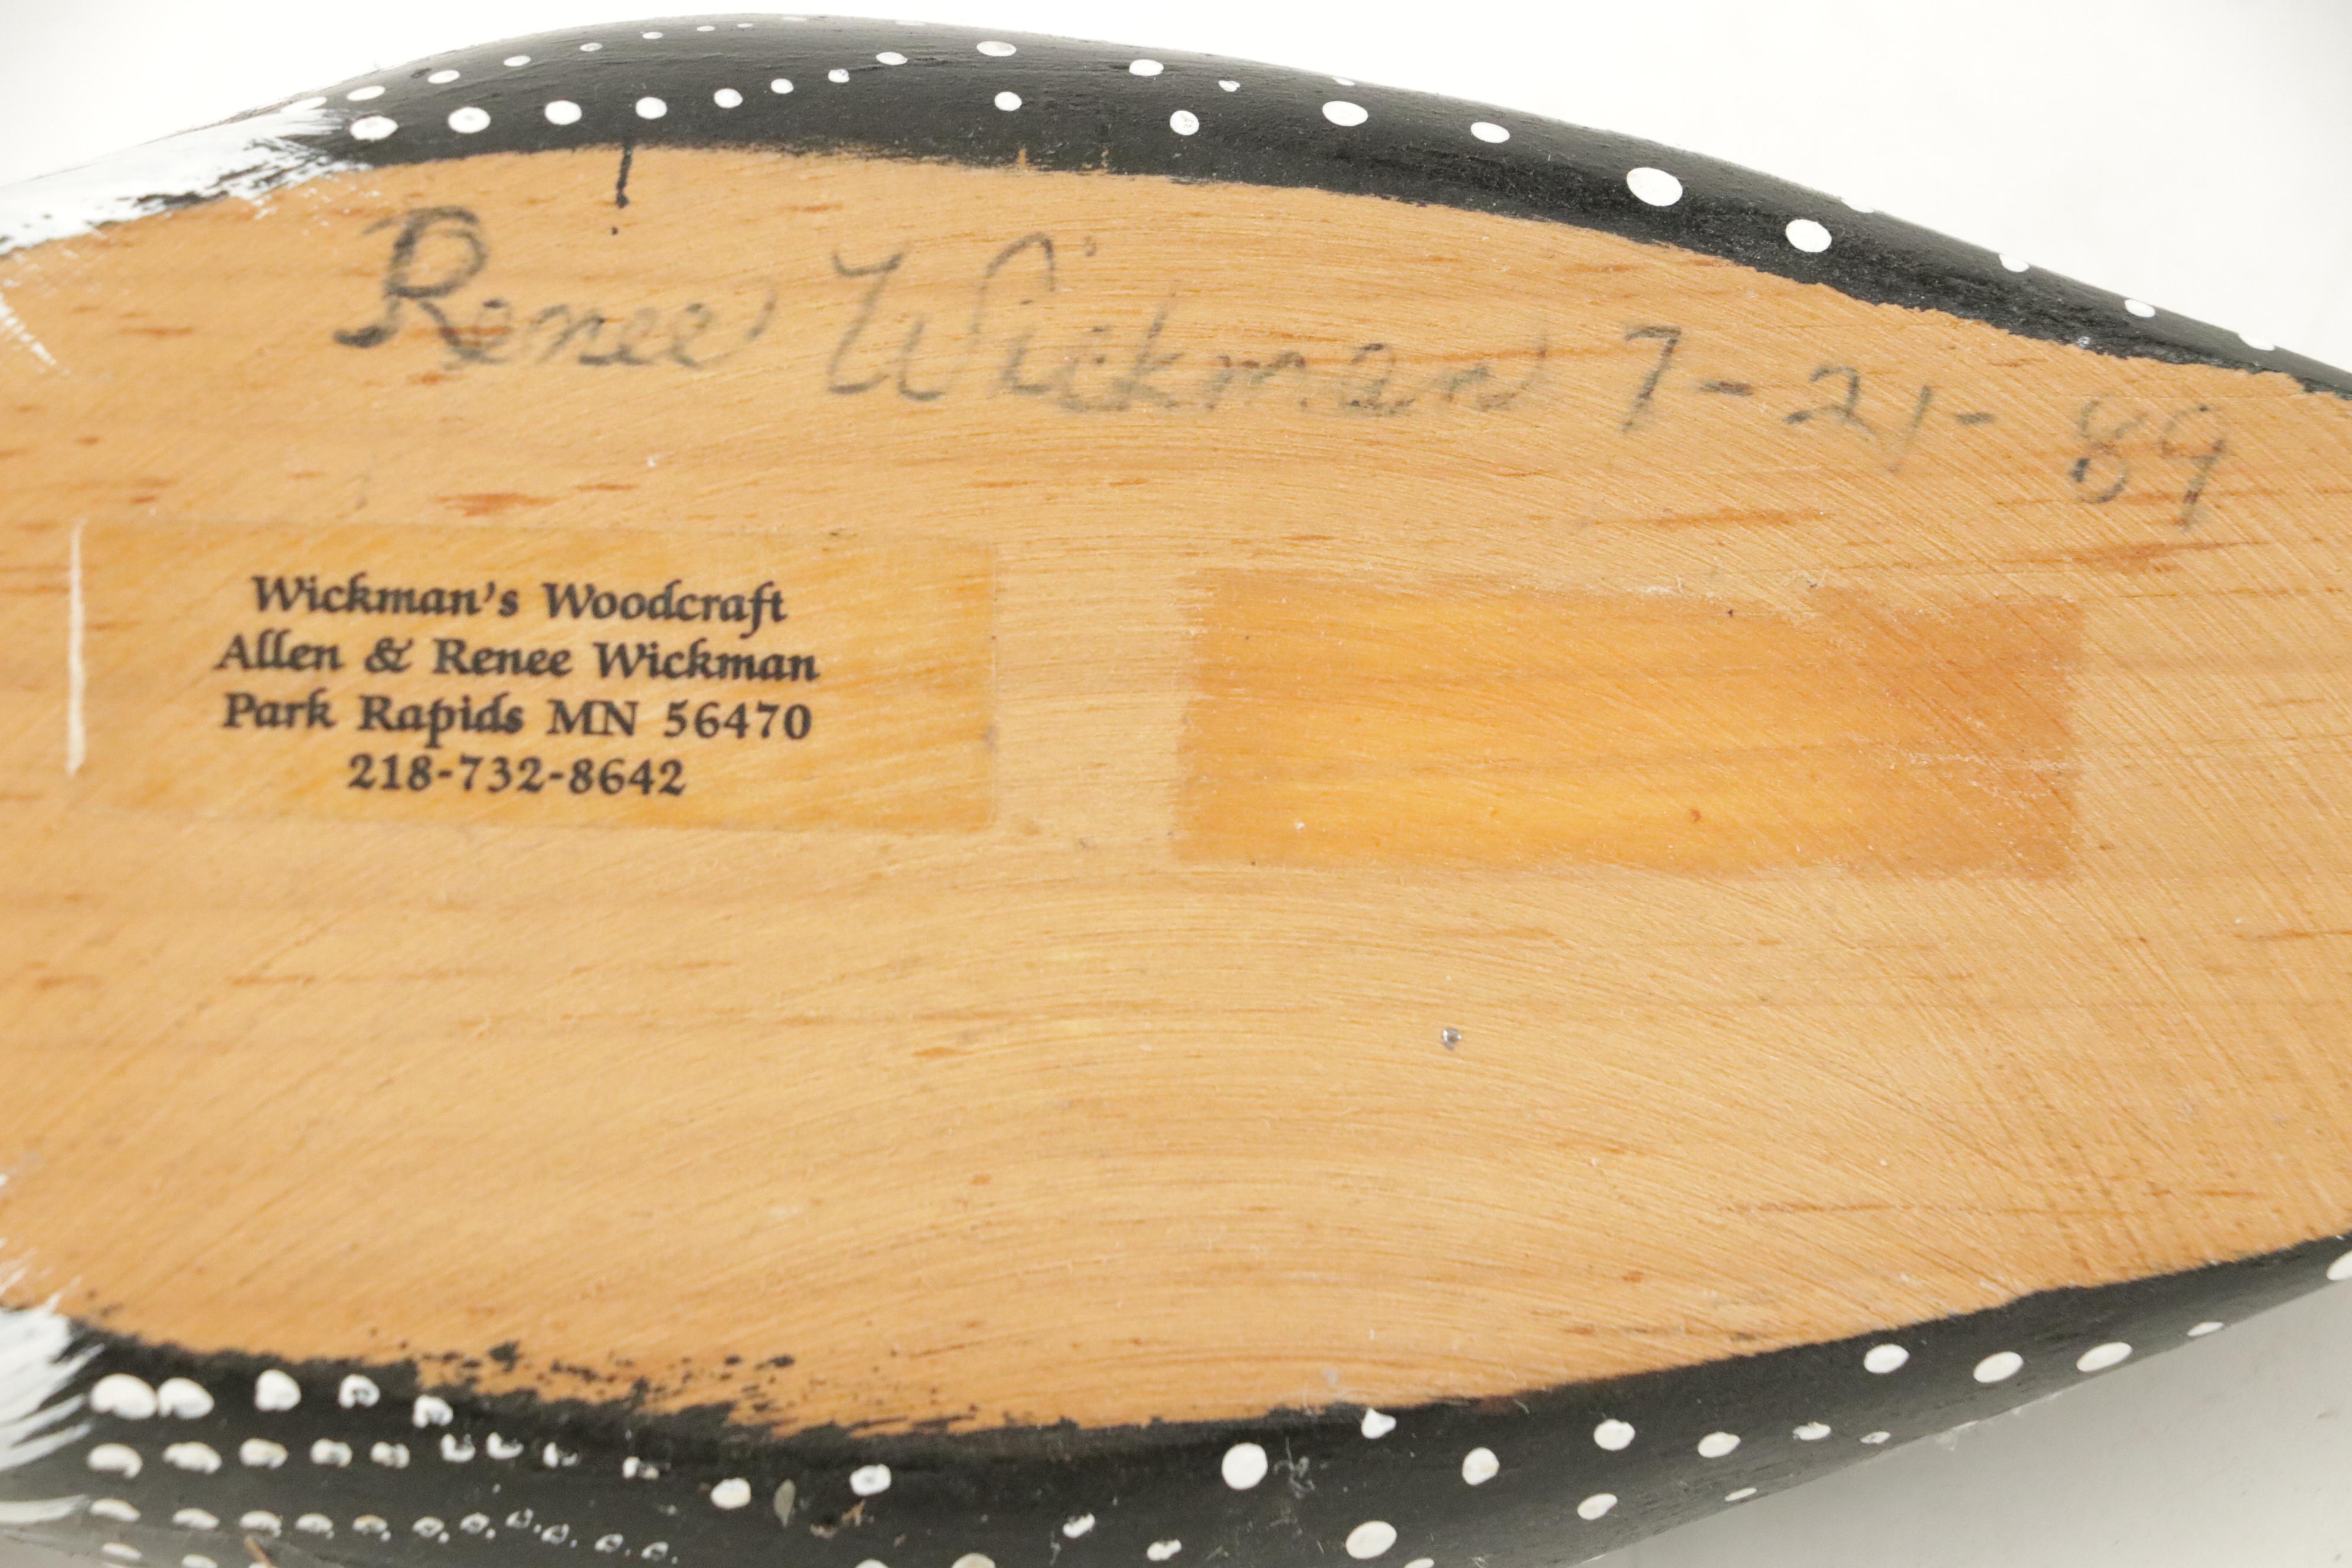 Renee Wickman 7-21-89
Wickman's Woodcraft
Allen & Renee Wickman
Park Rapids MN 56470
218-732-8642